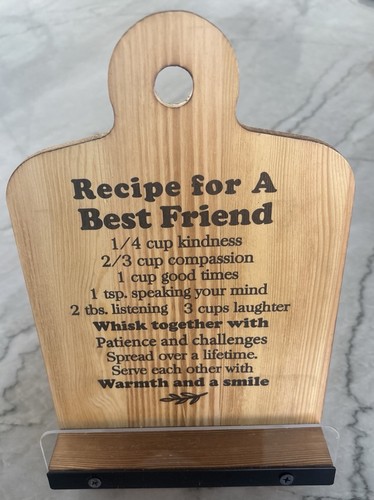 Recipe for A
Best Friend
1/4 cup kindness
2/3 cup compassion
1 cup good times
1 tsp. speaking your mind
2 tbs. listening 3 cups laughter
Whisk together with
Patience and challenges
Spread over a lifetime.
Serve each other with
Warmth and a smile